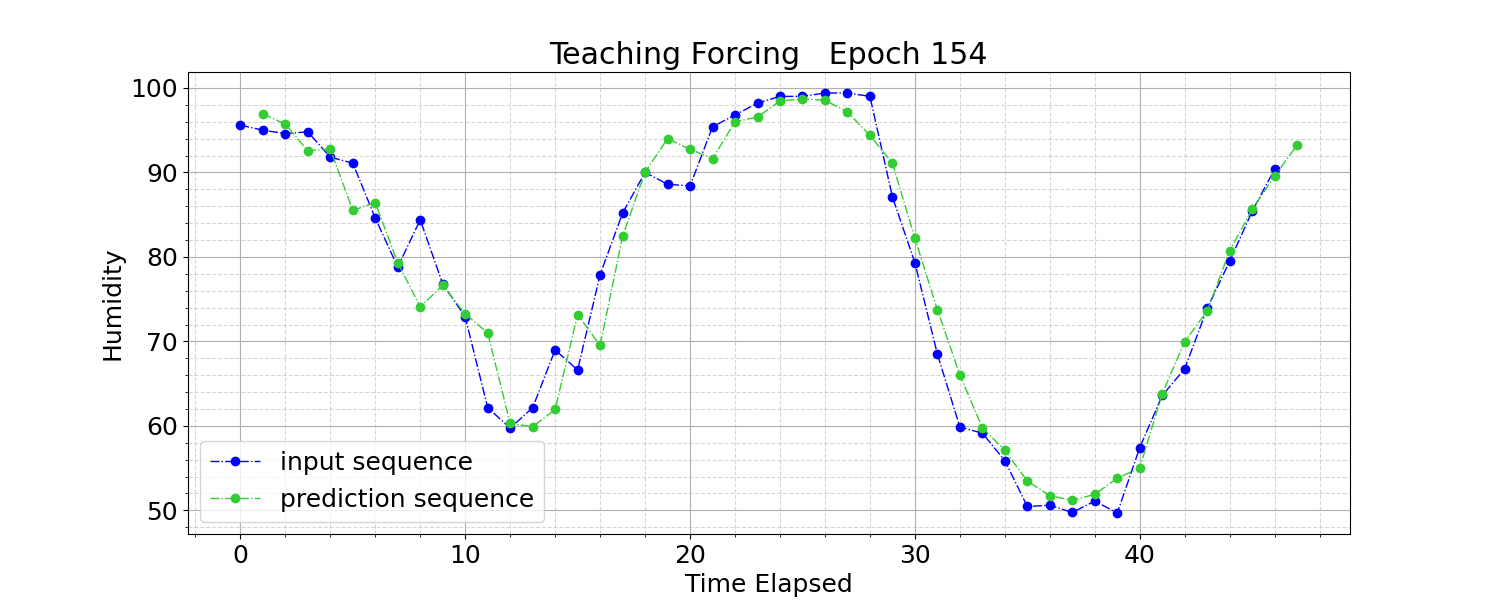 Teaching Forcing   Epoch 154
100
90
80
70
60
50
Humidity
input sequence
prediction sequence
0 10 20 30 40
Time Elapsed